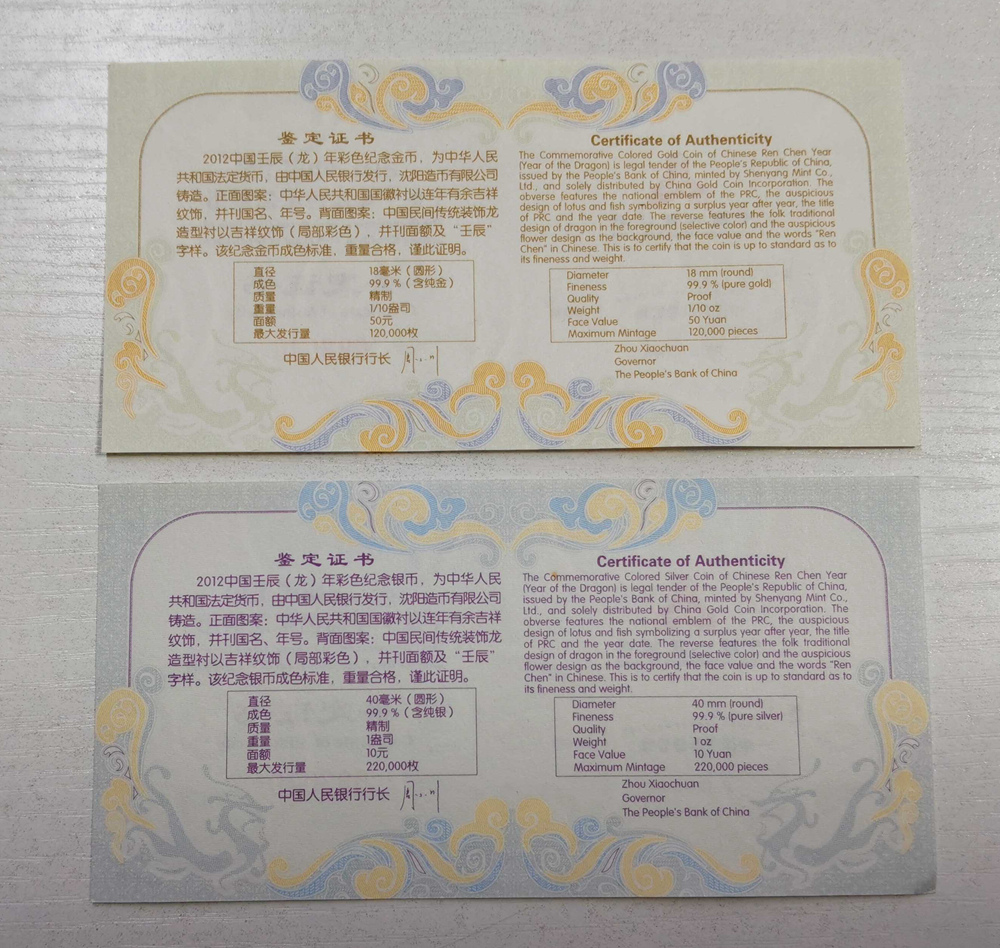 鉴定证书
2012中国壬辰（龙）年彩色纪念金币，为中华人民
共和国法定货币，由中国人民银行发行，沈阳造币有限公司
铸造。正面图案：中华人民共和国国徽衬以连年有余吉祥
纹饰，并刊国名、年号。背面图案：中国民间传统装饰龙
造型衬以吉祥纹饰（局部彩色），并刊面额及“壬辰”
字样。该纪念金币成色标准，重量合格，谨此证明。
直径 18毫米（圆形）
成色 99.9％（含纯金）
质量 精制
重量 1/10盎司
面额 50元
最大发行量 120,000枚
中国人民银行行长
Certificate of Authenticity
The Commemorative Colored Gold Coin of Chinese Ren Chen Year
(Year of the Dragon) is legal tender of the People's Republic of China,
issued by the People's Bank of China, minted by Shenyang Mint Co.,
Ltd., and solely distributed by China Gold Coin Incorporation. The
obverse features the national emblem of the PRC, the auspicious
design of lotus and fish symbolizing a surplus year after year, the title
of PRC and the year date. The reverse features the folk traditional
design of dragon in the foreground (selective color) and the auspicious
flower design as the background, the face value and the words "Ren
Chen" in Chinese. This is to certify that the coin is up to standard as to
its fineness and weight.
Diameter 18 mm (round)
Fineness 99.9 % (pure gold)
Quality Proof
Weight 1/10 oz
Face Value 50 Yuan
Maximum Mintage 120,000 pieces
Zhou Xiaochuan
Governor
The People's Bank of China
鉴定证书
2012中国壬辰（龙）年彩色纪念银币，为中华人民
共和国法定货币，由中国人民银行发行，沈阳造币有限公司
铸造。正面图案：中华人民共和国国徽衬以连年有余吉祥
纹饰，并刊国名、年号。背面图案：中国民间传统装饰龙
造型衬以吉祥纹饰（局部彩色），并刊面额及“壬辰”
字样。该纪念银币成色标准，重量合格，谨此证明。
直径 40毫米（圆形）
成色 99.9％（含纯银）
质量 精制
重量 1盎司
面额 10元
最大发行量 220,000枚
中国人民银行行长
Certificate of Authenticity
The Commemorative Colored Silver Coin of Chinese Ren Chen Year
(Year of the Dragon) is legal tender of the People's Republic of China,
issued by the People's Bank of China, minted by Shenyang Mint Co.,
Ltd., and solely distributed by China Gold Coin Incorporation. The
obverse features the national emblem of the PRC, the auspicious
design of lotus and fish symbolizing a surplus year after year, the title
of PRC and the year date. The reverse features the folk traditional
design of dragon in the foreground (selective color) and the auspicious
flower design as the background, the face value and the words "Ren
Chen" in Chinese. This is to certify that the coin is up to standard as to
its fineness and weight.
Diameter 40 mm (round)
Fineness 99.9 % (pure silver)
Quality Proof
Weight 1 oz
Face Value 10 Yuan
Maximum Mintage 220,000 pieces
Zhou Xiaochuan
Governor
The People's Bank of China